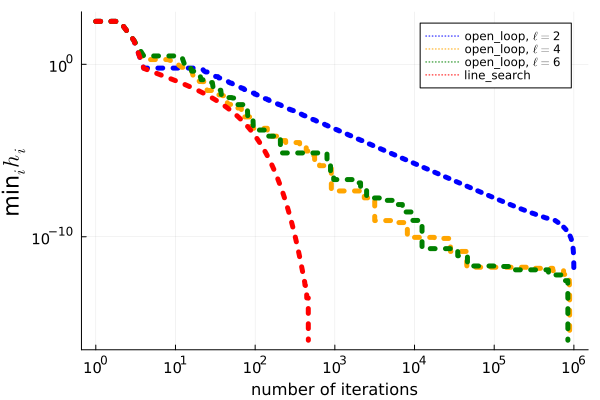 open_loop, ℓ = 2
open_loop, ℓ = 4
open_loop, ℓ = 6
line_search
min_i h_i
10^0
10^-10
10^0 10^1 10^2 10^3 10^4 10^5 10^6
number of iterations